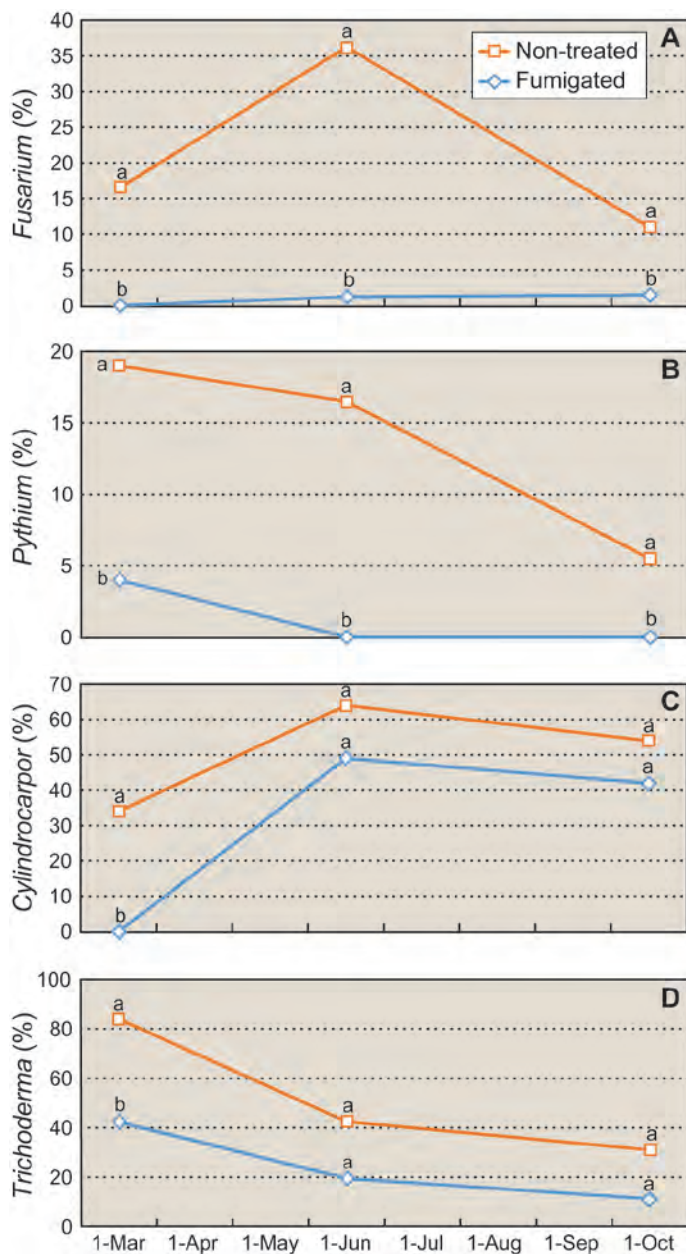 40
35
30
25
20
15
10
5
0
Fusarium (%)
A
Non-treated
Fumigated
a
a
a
b
b
b
20
15
10
5
0
Pythium (%)
B
a
a
a
b
b
b
70
60
50
40
30
20
10
0
Cylindrocarpor (%)
C
a
a
a
b
a
a
100
80
60
40
20
0
Trichoderma (%)
D
a
a
a
b
a
a
1-Mar 1-Apr 1-May 1-Jun 1-Jul 1-Aug 1-Sep 1-Oct